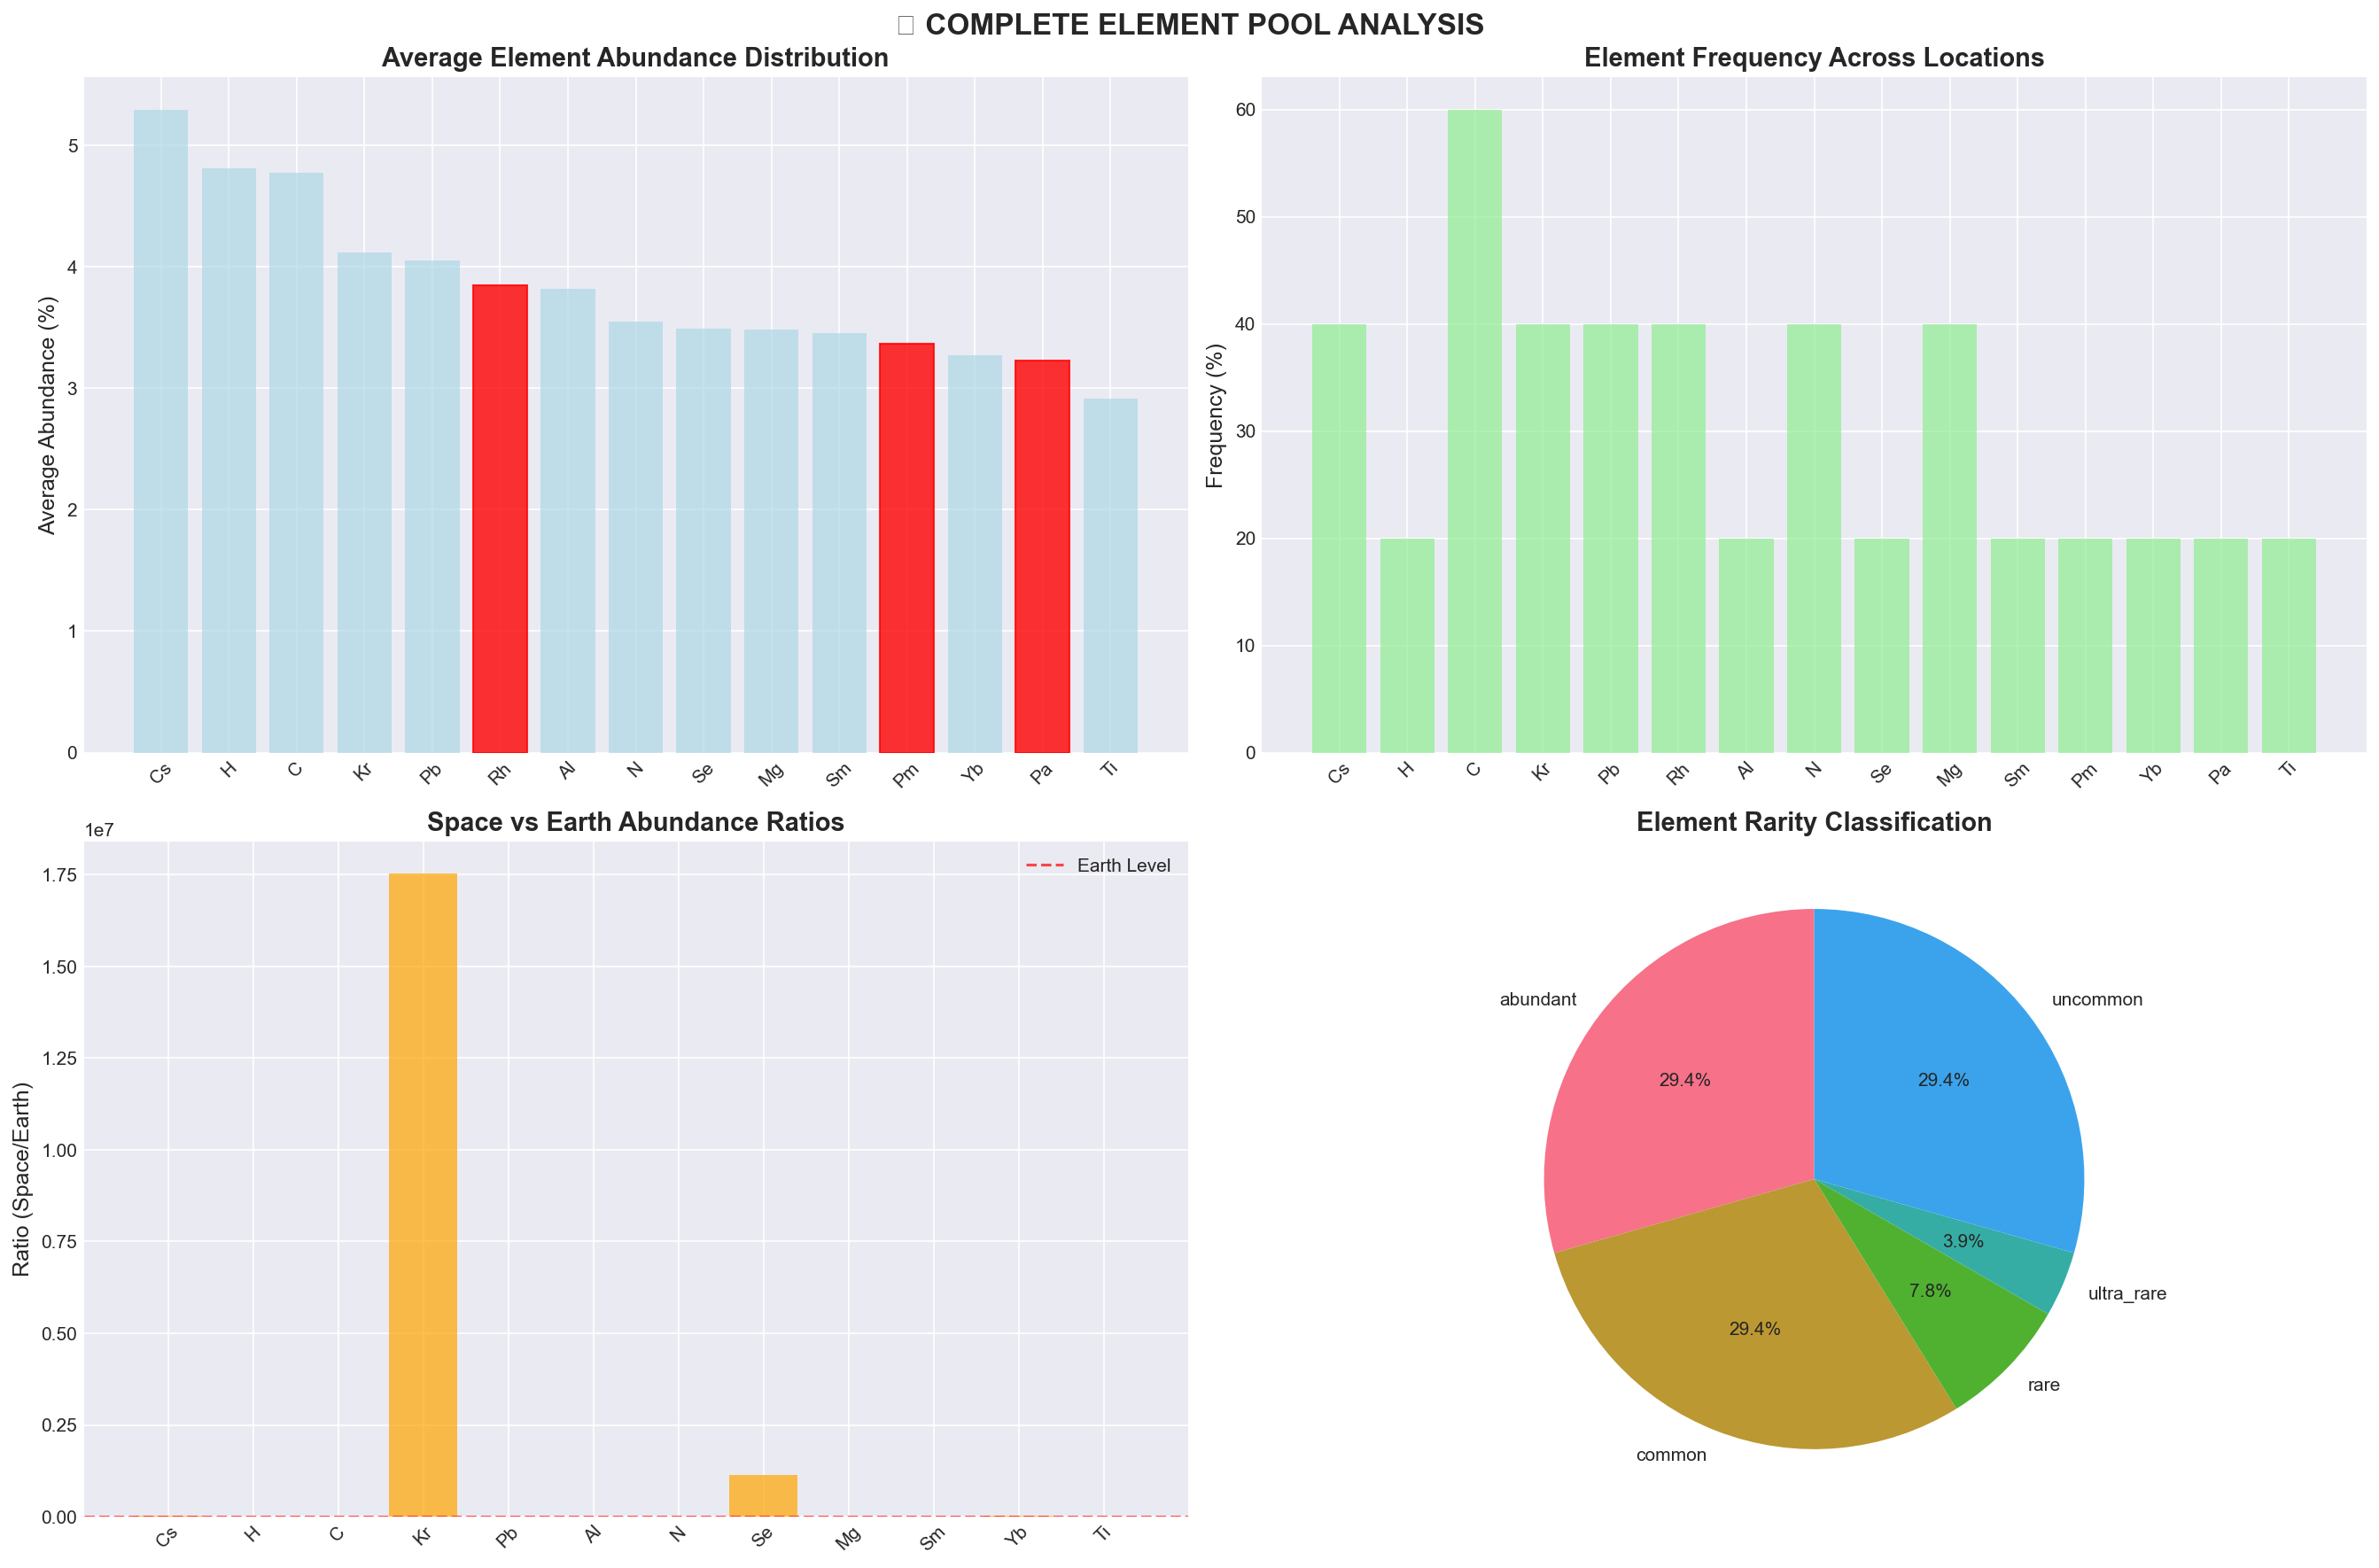 COMPLETE ELEMENT POOL ANALYSIS
Average Element Abundance Distribution
Average Abundance (%)
5
4
3
2
1
0
Cs H C Kr Pb Rh Al N Se Mg Sm Pm Yb Pa Ti
Element Frequency Across Locations
Frequency (%)
60
50
40
30
20
10
0
Cs H C Kr Pb Rh Al N Se Mg Sm Pm Yb Pa Ti
Space vs Earth Abundance Ratios
1e7
Ratio (Space/Earth)
1.75
1.50
1.25
1.00
0.75
0.50
0.25
0.00
Earth Level
Cs H C Kr Pb Al N Se Mg Sm Yb Ti
Element Rarity Classification
abundant
uncommon
29.4%
29.4%
3.9%
ultra_rare
7.8%
29.4%
rare
common